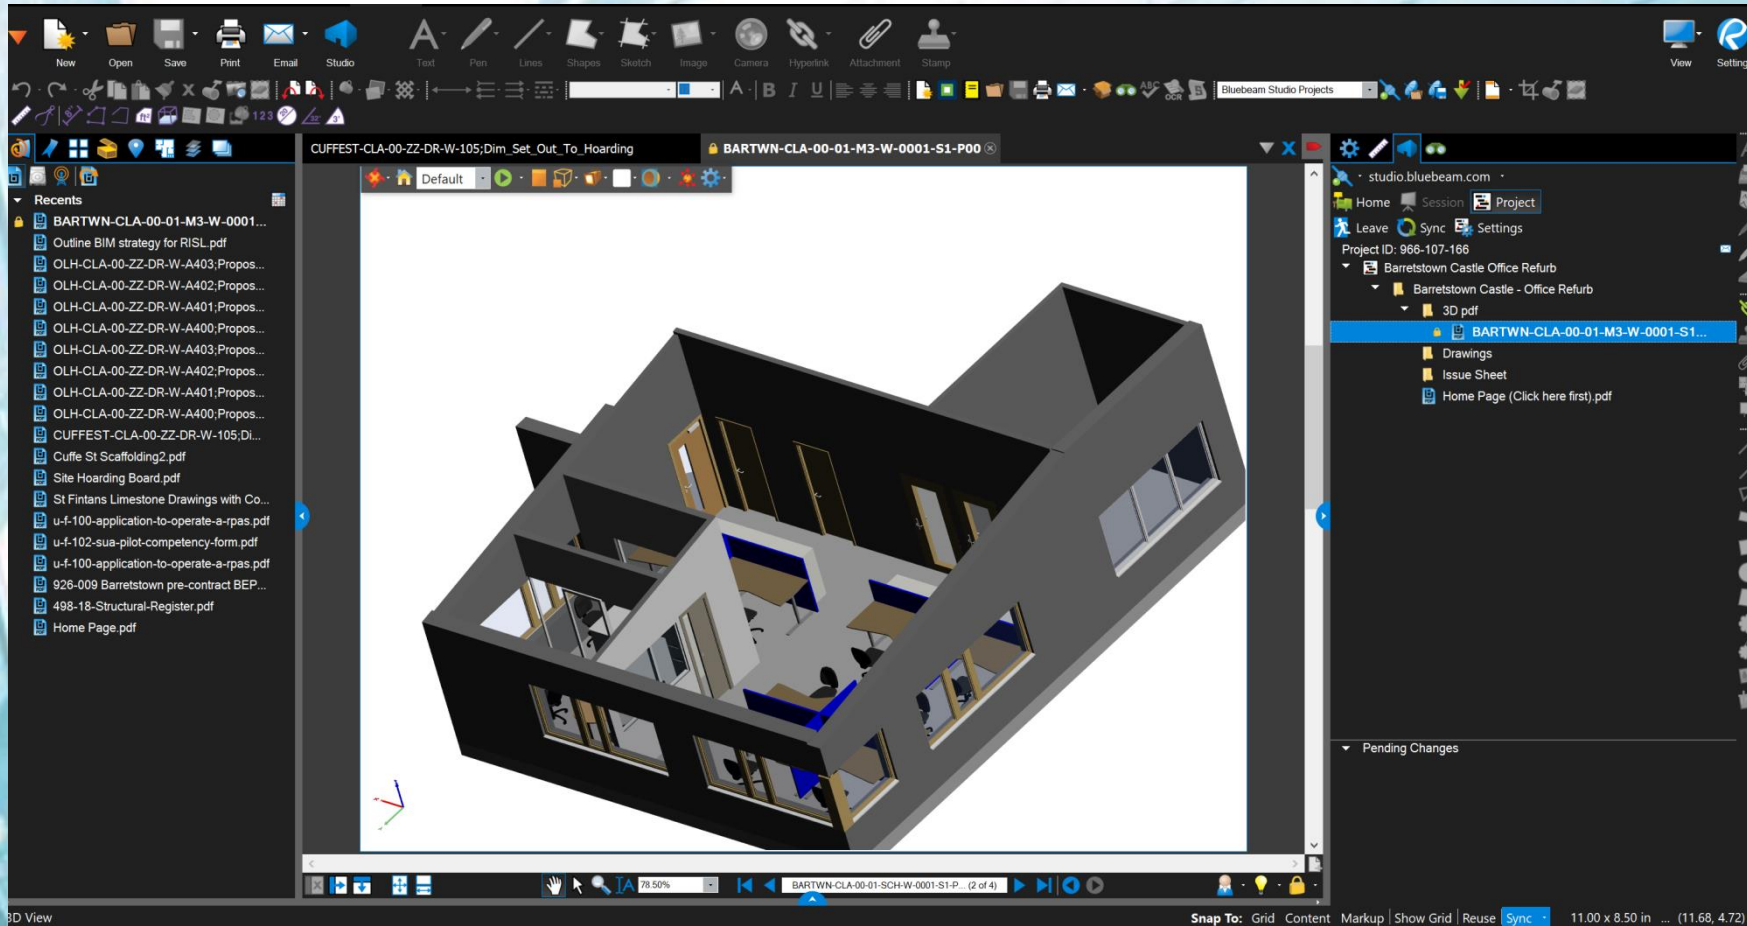 New Open Save Print Email Studio Text Pen Lines Shapes Sketch Image Camera Hyperlink Attachment Stamp View Setting
A B I U ABC OCR Bluebeam Studio Projects
ft² 123
CUFFEST-CLA-00-ZZ-DR-W-105;Dim_Set_Out_To_Hoarding
BARTWN-CLA-00-01-M3-W-0001-S1-P00
Default
Recents
BARTWN-CLA-00-01-M3-W-0001...
Outline BIM strategy for RISL.pdf
OLH-CLA-00-ZZ-DR-W-A403;Propos...
OLH-CLA-00-ZZ-DR-W-A402;Propos...
OLH-CLA-00-ZZ-DR-W-A401;Propos...
OLH-CLA-00-ZZ-DR-W-A400;Propos...
OLH-CLA-00-ZZ-DR-W-A403;Propos...
OLH-CLA-00-ZZ-DR-W-A402;Propos...
OLH-CLA-00-ZZ-DR-W-A401;Propos...
OLH-CLA-00-ZZ-DR-W-A400;Propos...
CUFFEST-CLA-00-ZZ-DR-W-105;Di...
Cuffe St Scaffolding2.pdf
Site Hoarding Board.pdf
St Fintans Limestone Drawings with Co...
u-f-100-application-to-operate-a-rpas.pdf
u-f-102-sua-pilot-competency-form.pdf
u-f-100-application-to-operate-a-rpas.pdf
926-009 Barretstown pre-contract BEP...
498-18-Structural-Register.pdf
Home Page.pdf
studio.bluebeam.com
Home Session Project
Leave Sync Settings
Project ID: 966-107-166
Barretstown Castle Office Refurb
Barretstown Castle - Office Refurb
3D pdf
BARTWN-CLA-00-01-M3-W-0001-S1...
Drawings
Issue Sheet
Home Page (Click here first).pdf
Pending Changes
78.50%
BARTWN-CLA-00-01-SCH-W-0001-S1-P... (2 of 4)
3D View
Snap To: Grid Content Markup Show Grid Reuse Sync 11.00 x 8.50 in ... (11.68, 4.72)